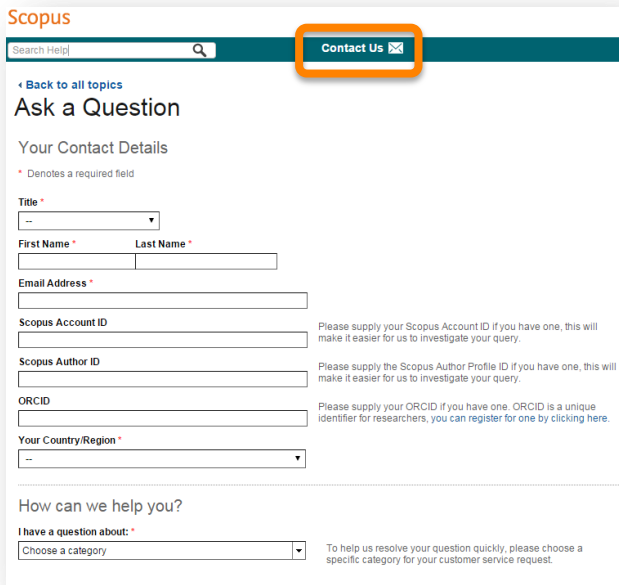 Scopus
Search Help
Contact Us
Back to all topics
Ask a Question
Your Contact Details
* Denotes a required field
Title *
--
First Name * Last Name *
Email Address *
Scopus Account ID
Please supply your Scopus Account ID if you have one, this will
make it easier for us to investigate your query.
Scopus Author ID
Please supply the Scopus Author Profile ID if you have one, this will
make it easier for us to investigate your query.
ORCID
Please supply your ORCID if you have one. ORCID is a unique
identifier for researchers, you can register for one by clicking here.
Your Country/Region *
--
How can we help you?
I have a question about: *
Choose a category
To help us resolve your question quickly, please choose a
specific category for your customer service request.